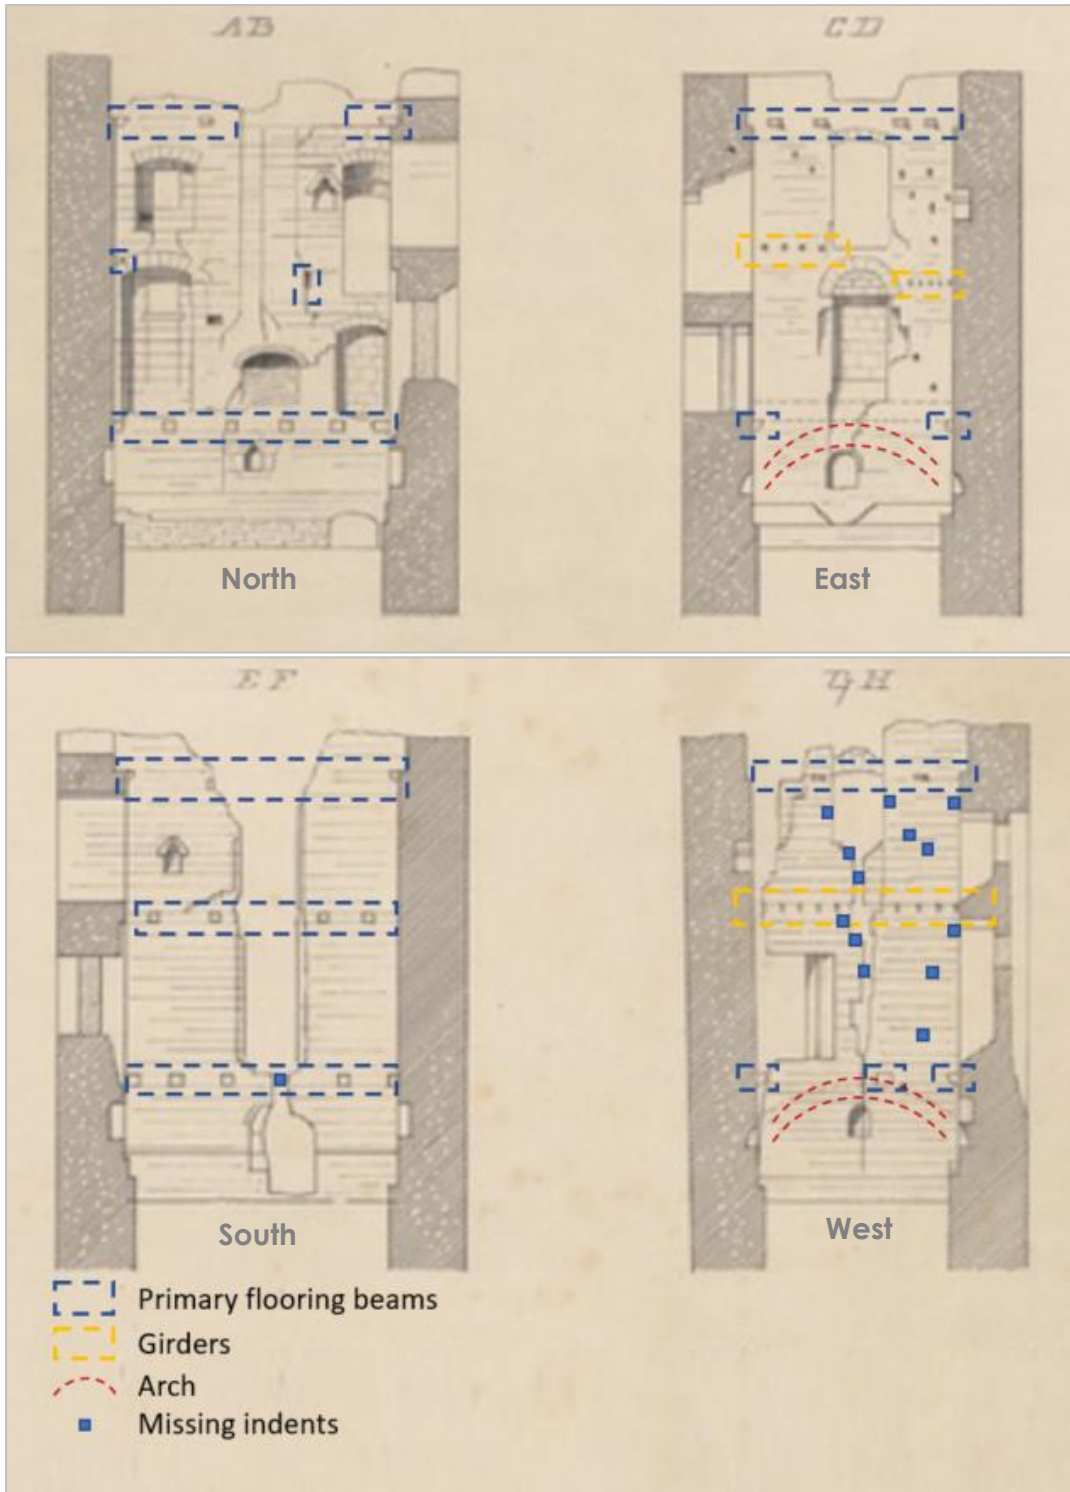 AB
CD
North
East
EF
GH
South
West
Primary flooring beams
Girders
Arch
Missing indents